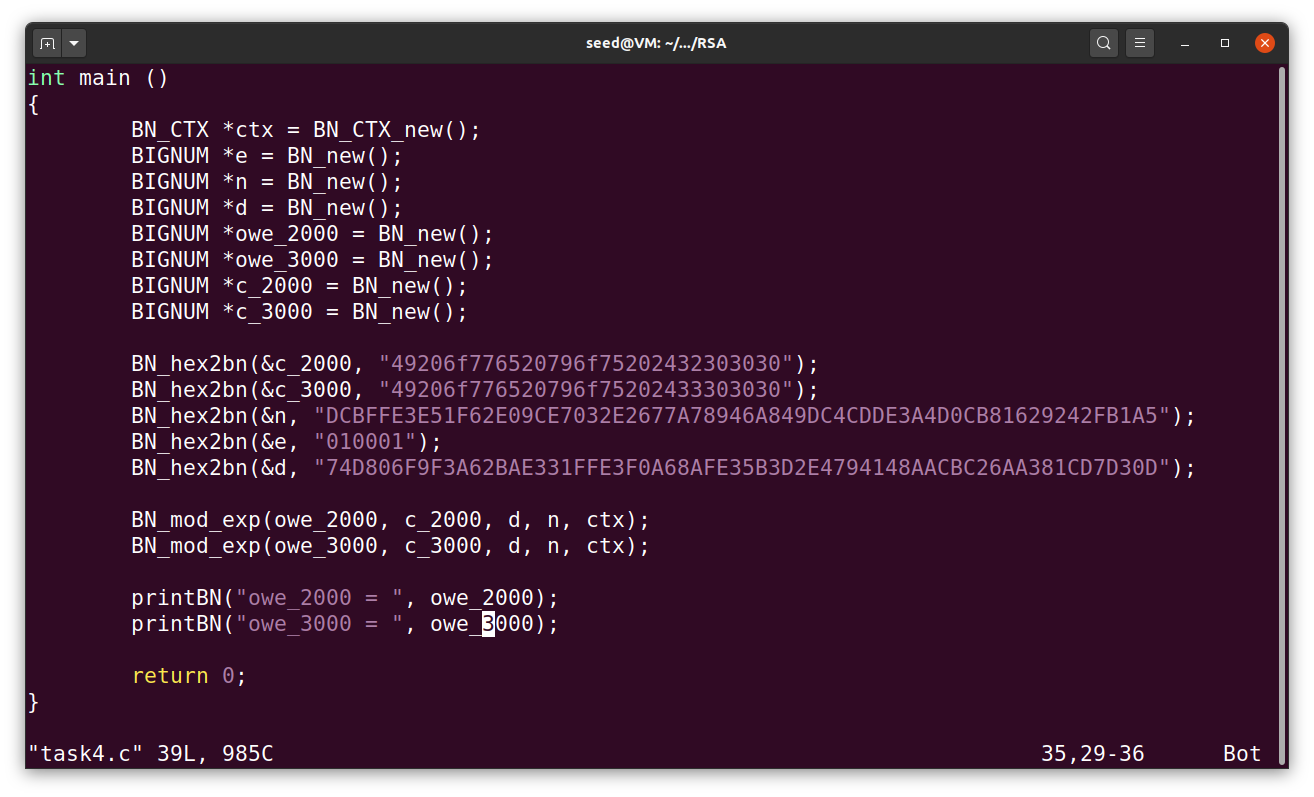 seed@VM: ~/.../RSA
int main ()
{
        BN_CTX *ctx = BN_CTX_new();
        BIGNUM *e = BN_new();
        BIGNUM *n = BN_new();
        BIGNUM *d = BN_new();
        BIGNUM *owe_2000 = BN_new();
        BIGNUM *owe_3000 = BN_new();
        BIGNUM *c_2000 = BN_new();
        BIGNUM *c_3000 = BN_new();

        BN_hex2bn(&c_2000, "49206f776520796f75202432303030");
        BN_hex2bn(&c_3000, "49206f776520796f75202433303030");
        BN_hex2bn(&n, "DCBFFE3E51F62E09CE7032E2677A78946A849DC4CDDE3A4D0CB81629242FB1A5");
        BN_hex2bn(&e, "010001");
        BN_hex2bn(&d, "74D806F9F3A62BAE331FFE3F0A68AFE35B3D2E4794148AACBC26AA381CD7D30D");

        BN_mod_exp(owe_2000, c_2000, d, n, ctx);
        BN_mod_exp(owe_3000, c_3000, d, n, ctx);

        printBN("owe_2000 = ", owe_2000);
        printBN("owe_3000 = ", owe_3000);

        return 0;
}
"task4.c" 39L, 985C 35,29-36 Bot